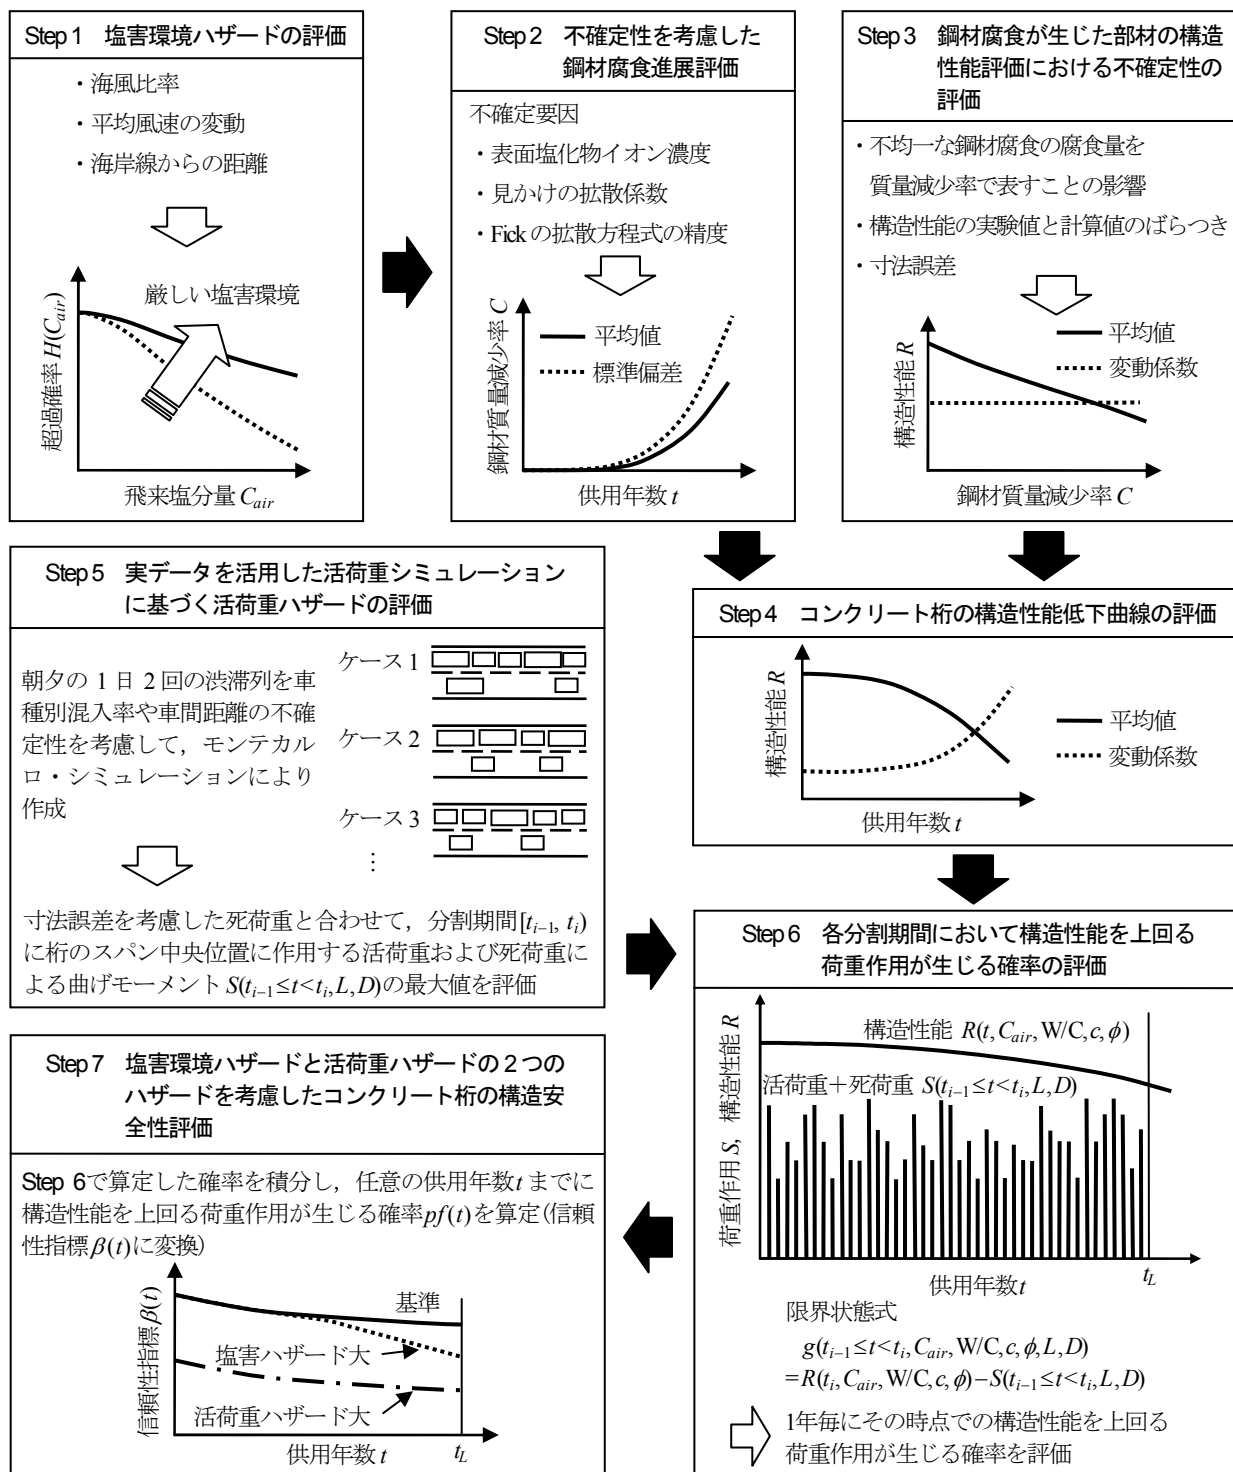 Step 1 塩害環境ハザードの評価
・海風比率
・平均風速の変動
・海岸線からの距離
厳しい塩害環境
超過確率 H(C_air)
飛来塩分量 C_air
Step 2 不確定性を考慮した
鋼材腐食進展評価
不確定要因
・表面塩化物イオン濃度
・見かけの拡散係数
・Fick の拡散方程式の精度
平均値
標準偏差
鋼材質量減少率 C
供用年数 t
Step 3 鋼材腐食が生じた部材の構造
性能評価における不確定性の
評価
・不均一な鋼材腐食の腐食量を
質量減少率で表すことの影響
・構造性能の実験値と計算値のばらつき
・寸法誤差
平均値
変動係数
構造性能 R
鋼材質量減少率 C
Step 4 コンクリート桁の構造性能低下曲線の評価
構造性能 R
平均値
変動係数
供用年数 t
Step 5 実データを活用した活荷重シミュレーション
に基づく活荷重ハザードの評価
朝夕の 1 日 2 回の渋滞列を車
種別混入率や車間距離の不確
定性を考慮して，モンテカル
ロ・シミュレーションにより
作成
ケース 1
ケース 2
ケース 3
⋮
寸法誤差を考慮した死荷重と合わせて，分割期間[t_{i−1}, t_i)
に桁のスパン中央位置に作用する活荷重および死荷重に
よる曲げモーメント S(t_{i−1}≤t<t_i, L, D)の最大値を評価
Step 6 各分割期間において構造性能を上回る
荷重作用が生じる確率の評価
構造性能 R(t, C_air, W/C, c, ϕ)
活荷重＋死荷重 S(t_{i−1}≤t<t_i, L, D)
荷重作用 S, 構造性能 R
供用年数 t
t_L
限界状態式
g(t_{i−1}≤t<t_i, C_air, W/C, c, ϕ, L, D)
=R(t_i, C_air, W/C, c, ϕ)−S(t_{i−1}≤t<t_i, L, D)
1年毎にその時点での構造性能を上回る
荷重作用が生じる確率を評価
Step 7 塩害環境ハザードと活荷重ハザードの２つの
ハザードを考慮したコンクリート桁の構造安
全性評価
Step 6で算定した確率を積分し，任意の供用年数 t までに
構造性能を上回る荷重作用が生じる確率pf(t)を算定(信頼
性指標β(t)に変換)
信頼性指標 β(t)
基準
塩害ハザード大
活荷重ハザード大
供用年数 t
t_L